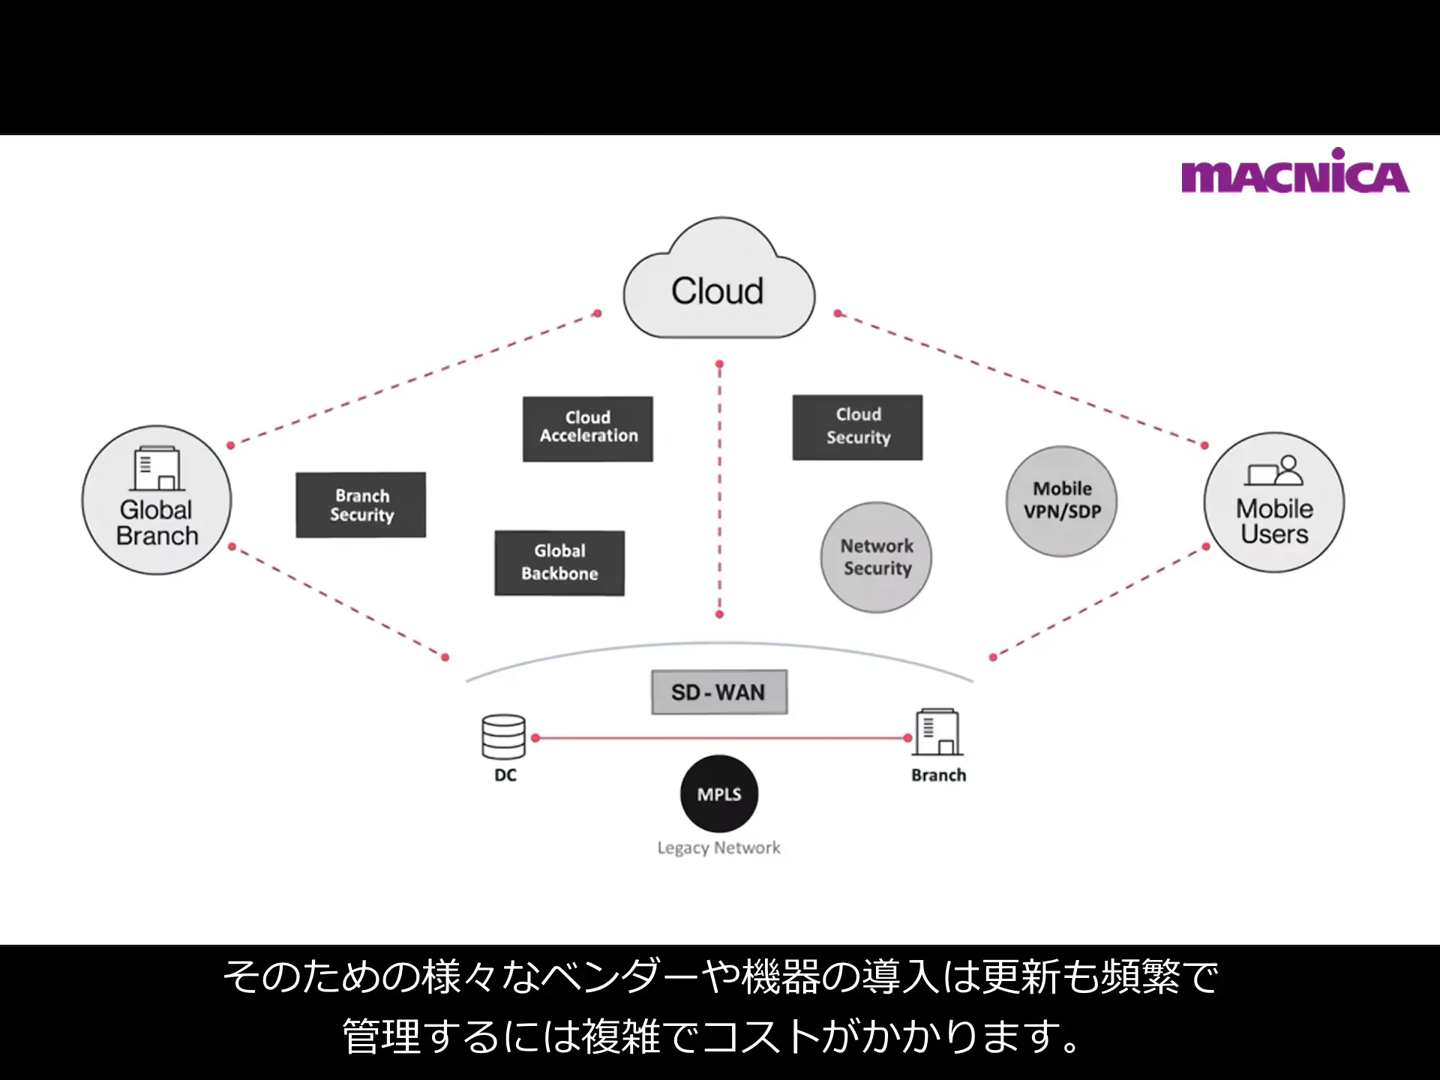 MACNICA
Cloud
Cloud
Acceleration
Cloud
Security
Branch
Security
Mobile
VPN/SDP
Global
Branch
Mobile
Users
Global
Backbone
Network
Security
SD-WAN
DC
Branch
MPLS
Legacy Network
そのための様々なベンダーや機器の導入は更新も頻繁で
管理するには複雑でコストがかかります。